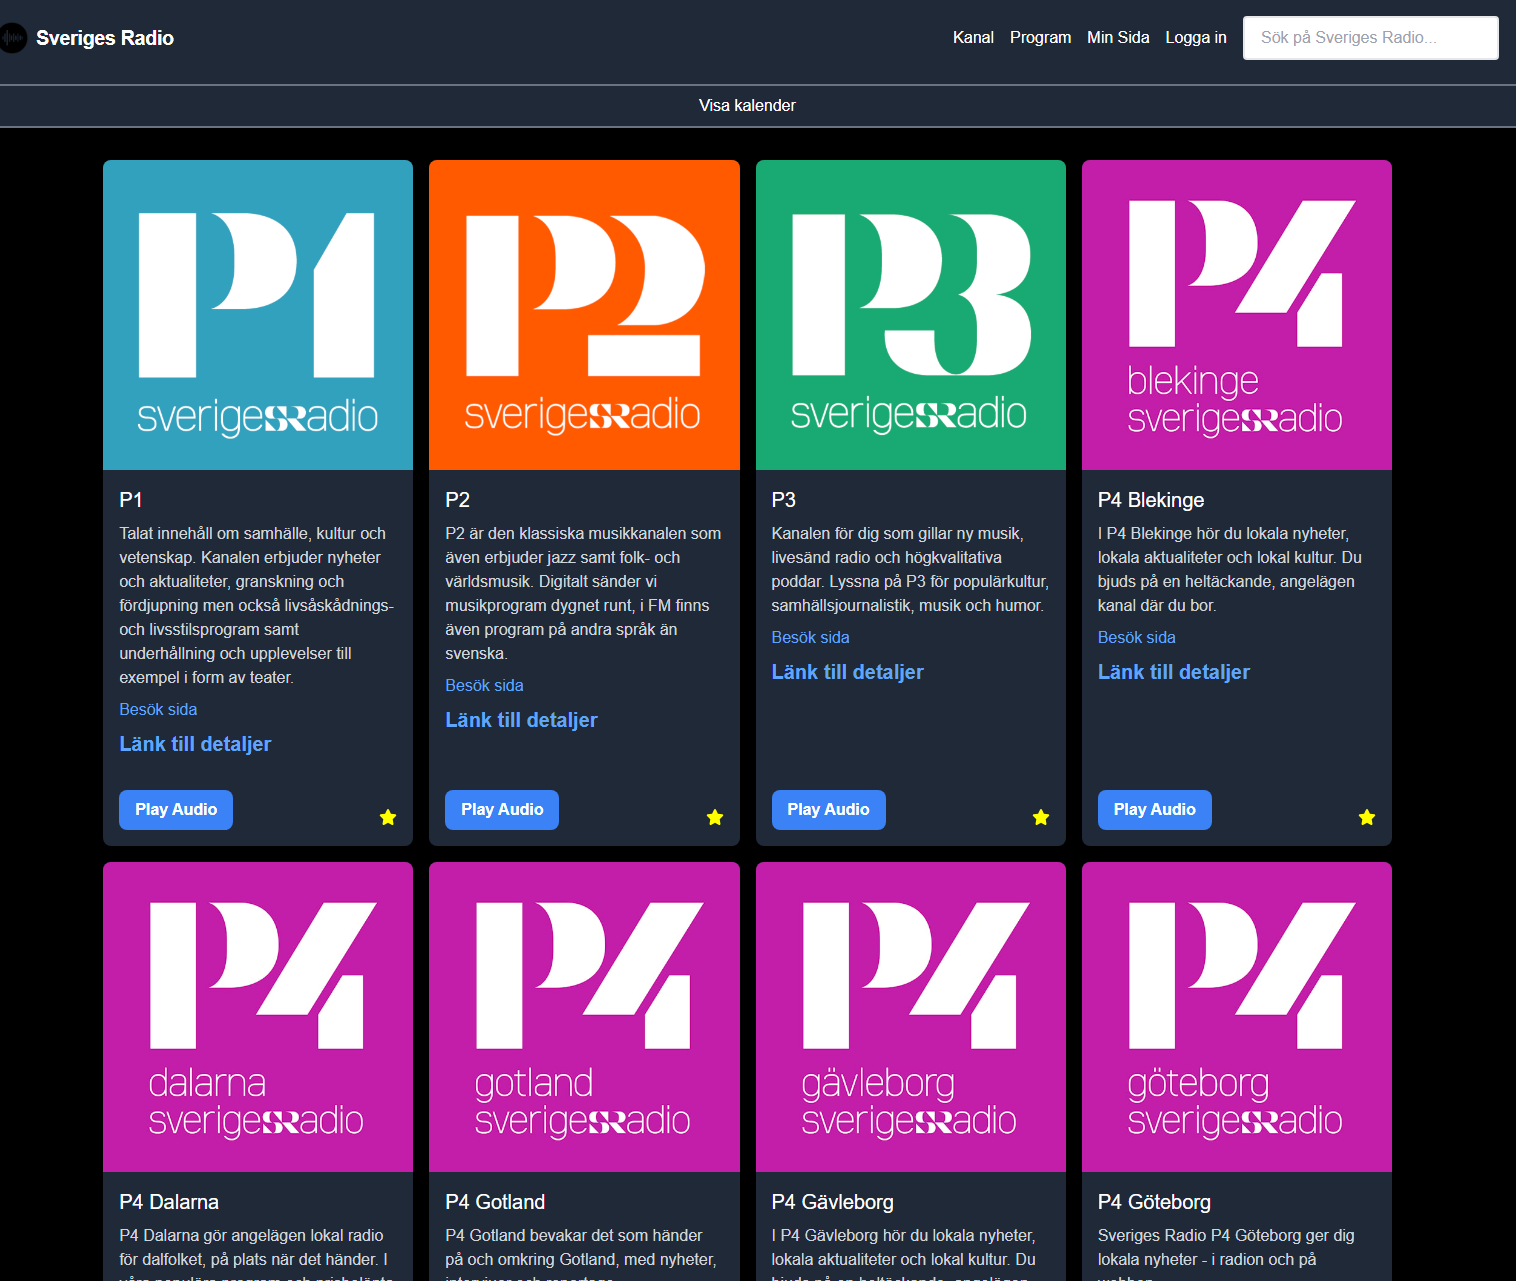 Sveriges Radio
Kanal Program Min Sida Logga in Sök på Sveriges Radio...
Visa kalender
P1
sverigesRadio
P1
Talat innehåll om samhälle, kultur och
vetenskap. Kanalen erbjuder nyheter
och aktualiteter, granskning och
fördjupning men också livsåskådnings-
och livsstilsprogram samt
underhållning och upplevelser till
exempel i form av teater.
Besök sida
Länk till detaljer
Play Audio
P2
sverigesRadio
P2
P2 är den klassiska musikkanalen som
även erbjuder jazz samt folk- och
världsmusik. Digitalt sänder vi
musikprogram dygnet runt, i FM finns
även program på andra språk än
svenska.
Besök sida
Länk till detaljer
Play Audio
P3
sverigesRadio
P3
Kanalen för dig som gillar ny musik,
livesänd radio och högkvalitativa
poddar. Lyssna på P3 för populärkultur,
samhällsjournalistik, musik och humor.
Besök sida
Länk till detaljer
Play Audio
P4
blekinge
sverigesRadio
P4 Blekinge
I P4 Blekinge hör du lokala nyheter,
lokala aktualiteter och lokal kultur. Du
bjuds på en heltäckande, angelägen
kanal där du bor.
Besök sida
Länk till detaljer
Play Audio
P4
dalarna
sverigesRadio
P4 Dalarna
P4 Dalarna gör angelägen lokal radio
för dalfolket, på plats när det händer. I
P4
gotland
sverigesRadio
P4 Gotland
P4 Gotland bevakar det som händer
på och omkring Gotland, med nyheter,
P4
gävleborg
sverigesRadio
P4 Gävleborg
I P4 Gävleborg hör du lokala nyheter,
lokala aktualiteter och lokal kultur. Du
P4
göteborg
sverigesRadio
P4 Göteborg
Sveriges Radio P4 Göteborg ger dig
lokala nyheter - i radion och på